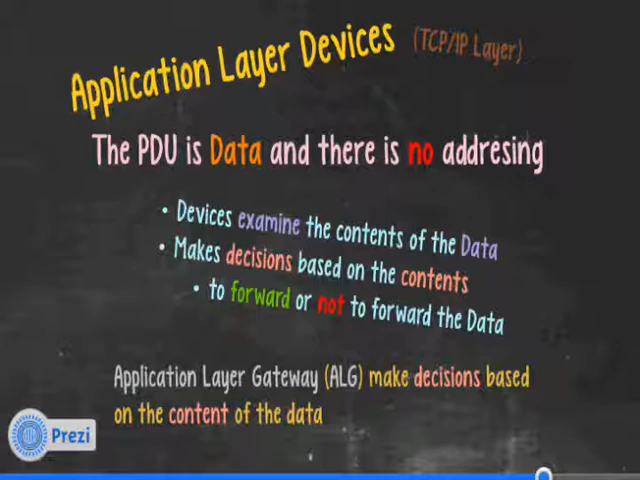 Application Layer Devices (TCP/IP Layer)
The PDU is Data and there is no addresing
• Devices examine the contents of the Data
• Makes decisions based on the contents
• to forward or not to forward the Data
Application Layer Gateway (ALG) make decisions based
on the content of the data
Prezi